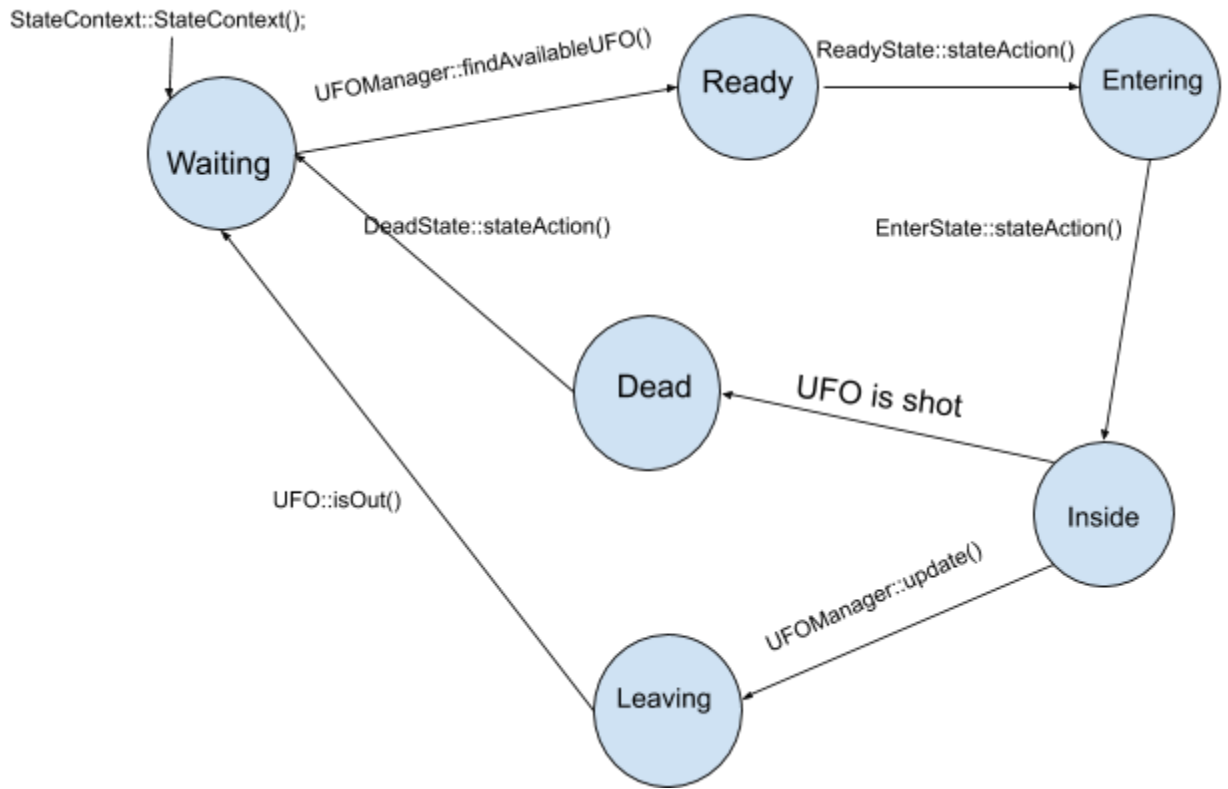 StateContext::StateContext();
UFOManager::findAvailableUFO()
ReadyState::stateAction()
Ready
Entering
Waiting
DeadState::stateAction()
EnterState::stateAction()
Dead
UFO is shot
UFO::isOut()
Inside
UFOManager::update()
Leaving